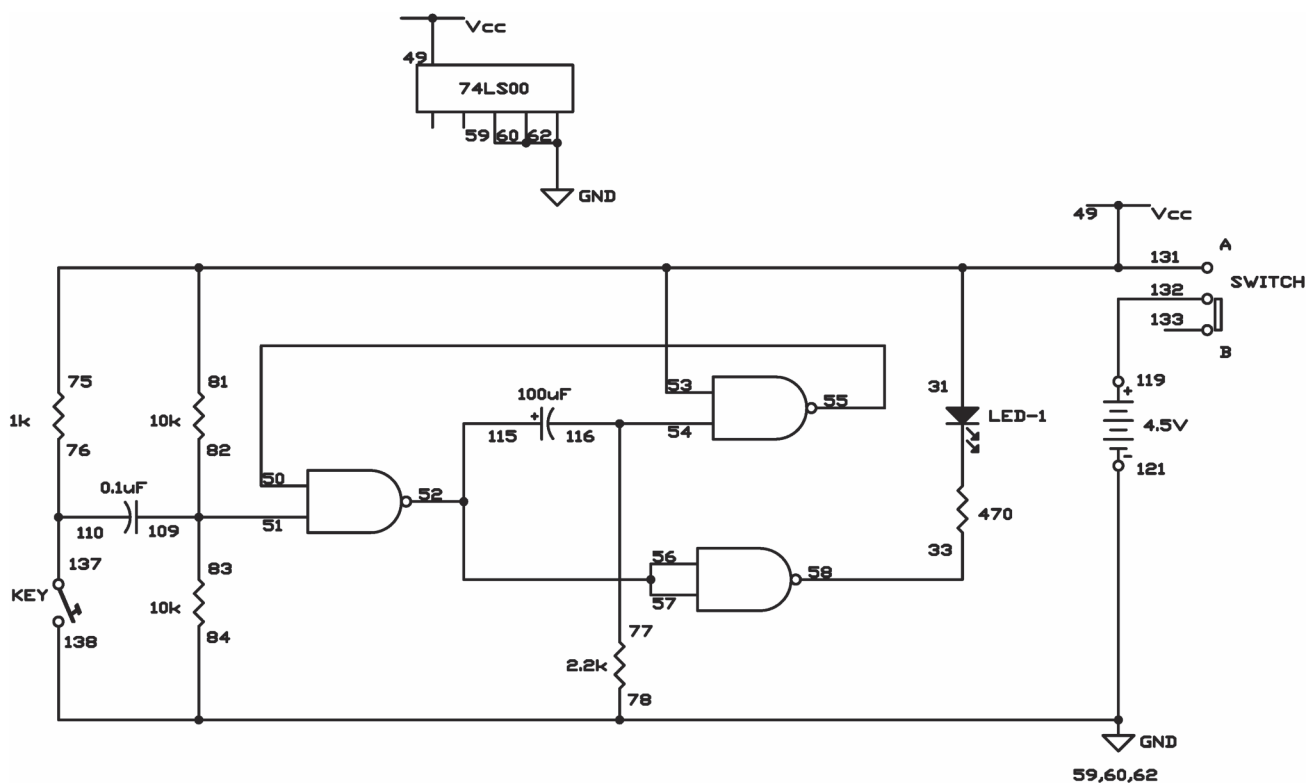 Vcc
49
74LS00
59 60 62
GND
49 Vcc
A
131
SWITCH
132
133
B
75
81
119
+
1k
10k
100uF
53
55
31
LED-1
4.5V
+
115
116
54
76
82
-
121
0.1uF
50
52
51
110
109
470
56
58
33
57
137
83
KEY
10k
138
84
77
2.2k
78
GND
59,60,62